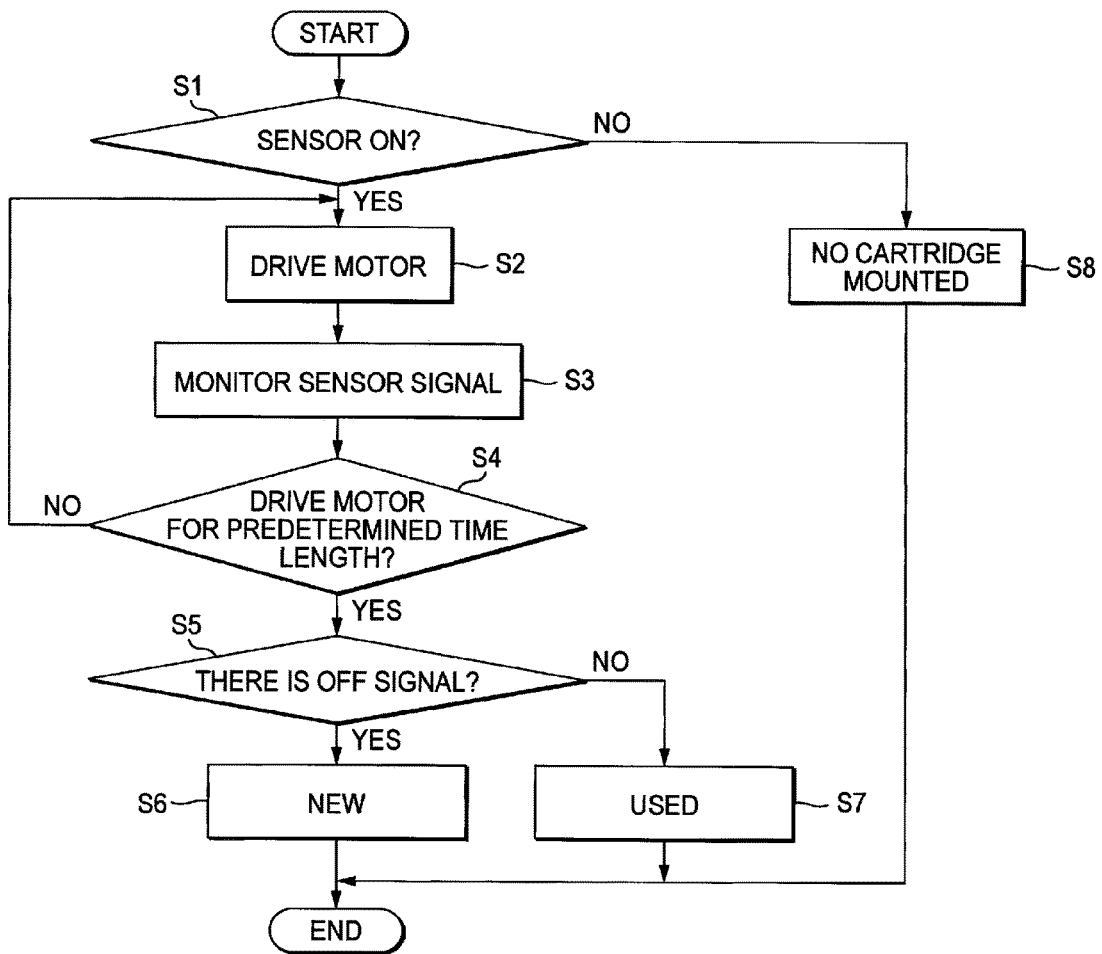 START
S1
SENSOR ON?
NO
YES
DRIVE MOTOR
S2
NO CARTRIDGE
MOUNTED
S8
MONITOR SENSOR SIGNAL
S3
S4
NO
DRIVE MOTOR
FOR PREDETERMINED TIME
LENGTH?
YES
S5
THERE IS OFF SIGNAL?
NO
YES
S6
NEW
USED
S7
END